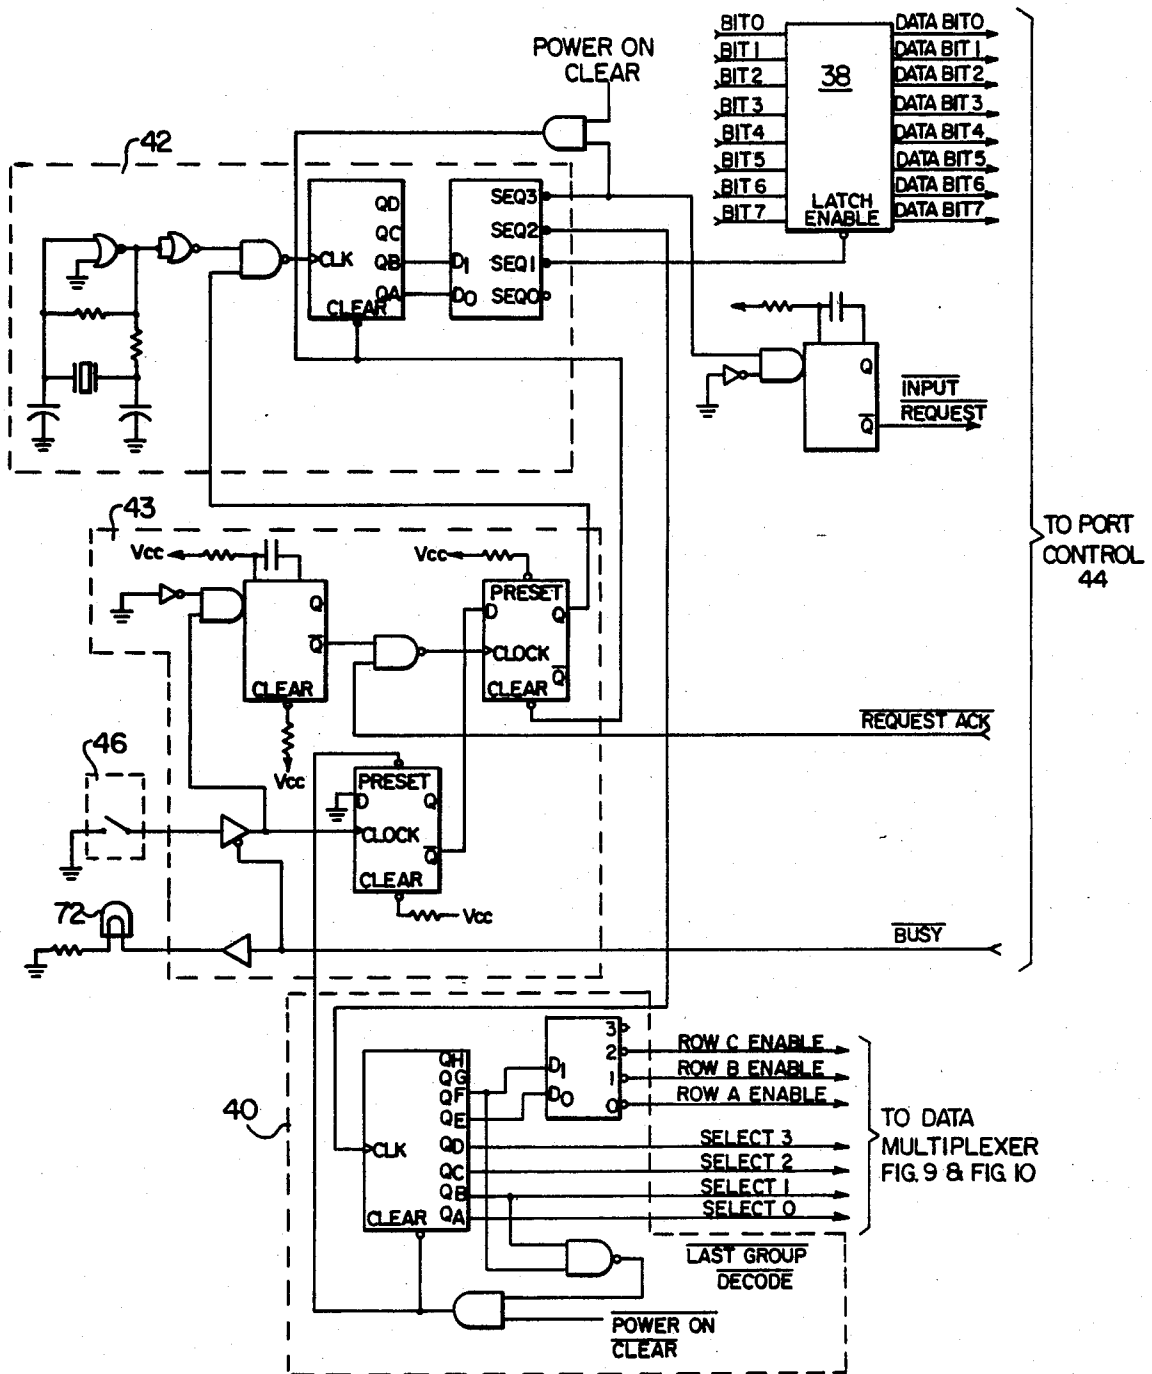 POWER ON
CLEAR
BIT0
BIT1
BIT2
BIT3
BIT4
BIT5
BIT6
BIT7
38
LATCH
ENABLE
DATA BIT0
DATA BIT1
DATA BIT2
DATA BIT3
DATA BIT4
DATA BIT5
DATA BIT6
DATA BIT7
42
CLK
QD
QC
QB
QA
CLEAR
D1
D0
SEQ3
SEQ2
SEQ1
SEQ0
Q
Q
INPUT
REQUEST
TO PORT
CONTROL
44
43
Vcc
Q
Q
CLEAR
Vcc
Vcc
PRESET
D
Q
CLOCK
Q
CLEAR
REQUEST ACK
46
PRESET
D
Q
CLOCK
Q
CLEAR
Vcc
72
BUSY
40
QH
QG
QF
QE
QD
QC
QB
QA
CLK
CLEAR
D1
D0
3
2
1
0
ROW C ENABLE
ROW B ENABLE
ROW A ENABLE
SELECT 3
SELECT 2
SELECT 1
SELECT 0
TO DATA
MULTIPLEXER
FIG. 9 & FIG. 10
LAST GROUP
DECODE
POWER ON
CLEAR